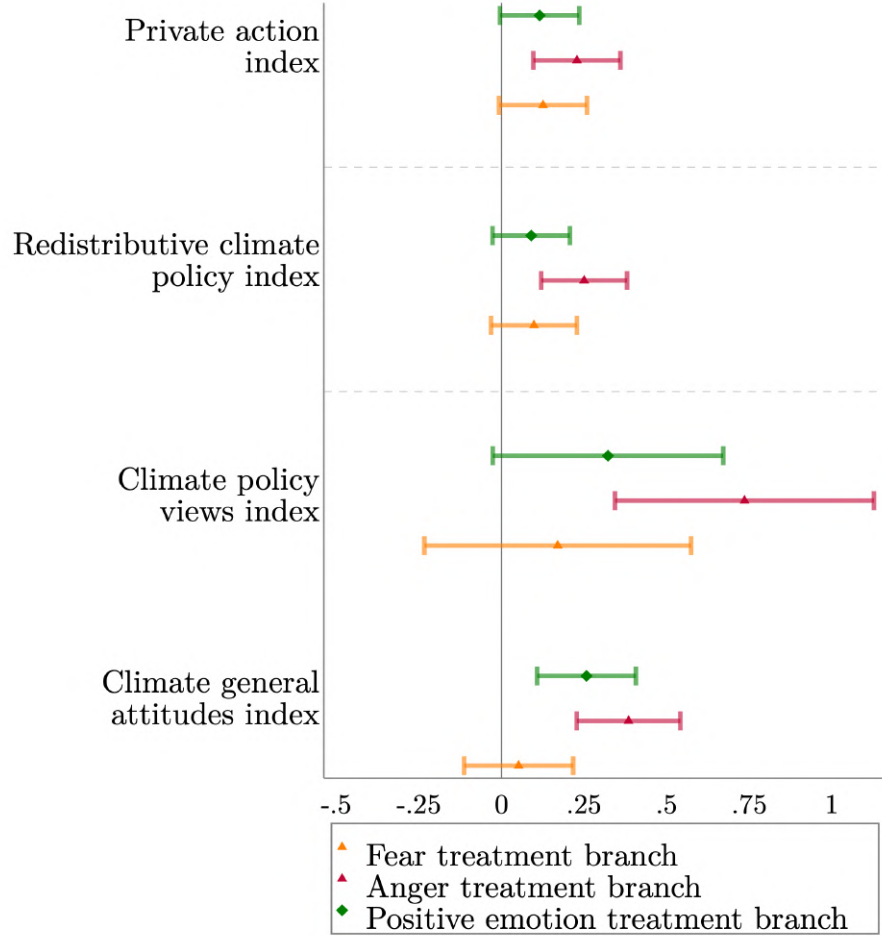 Private action
index
Redistributive climate
policy index
Climate policy
views index
Climate general
attitudes index
-.5 -.25 0 .25 .5 .75 1
Fear treatment branch
Anger treatment branch
Positive emotion treatment branch